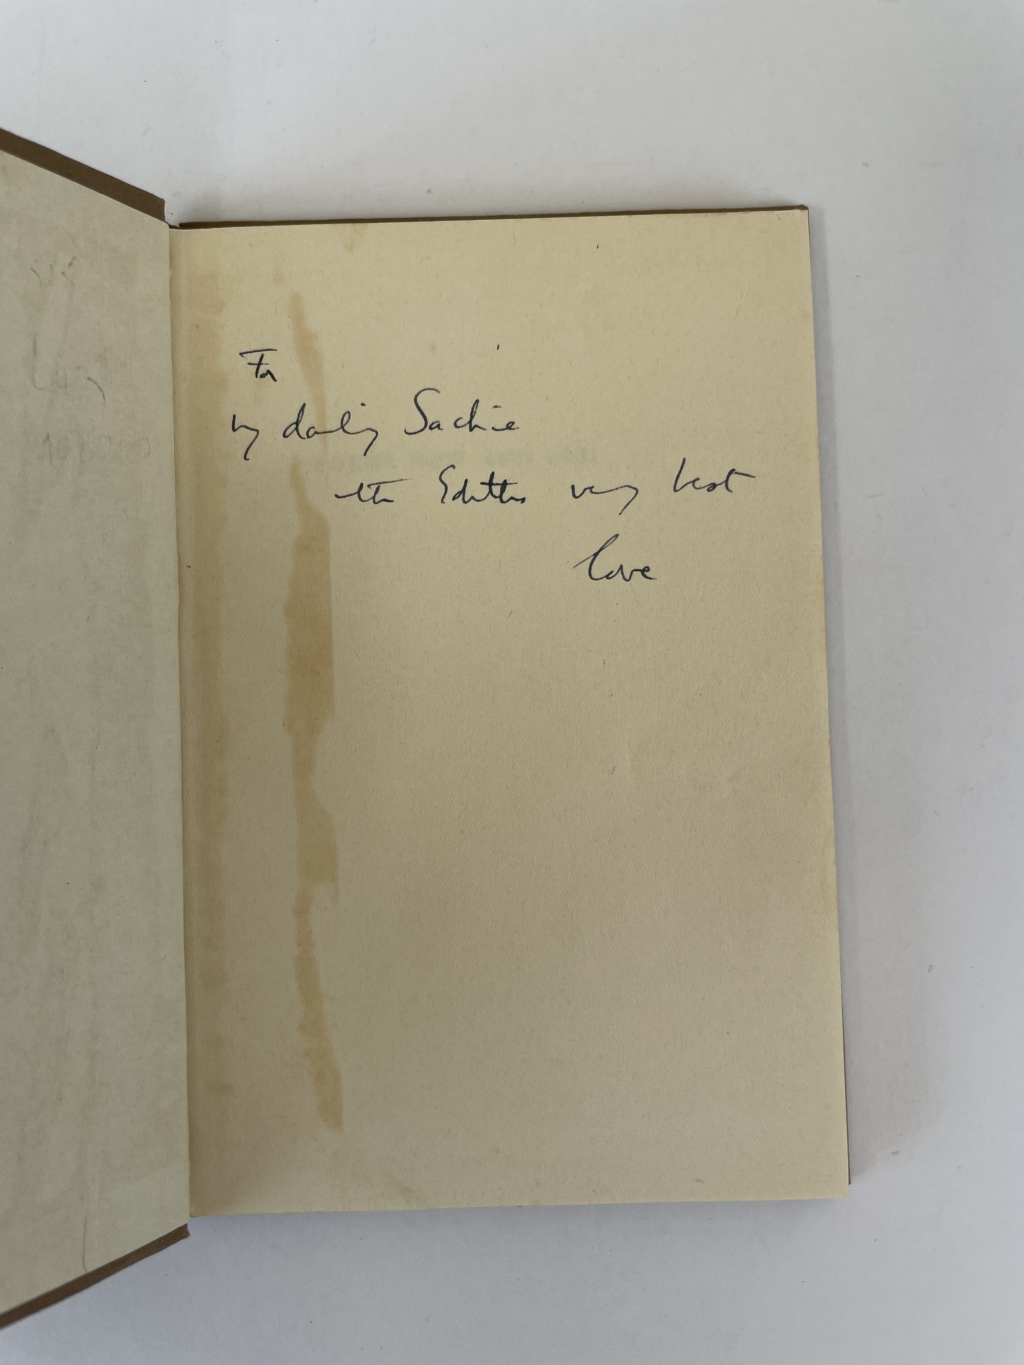 For
my darling Sachie
with Edith's very best
love